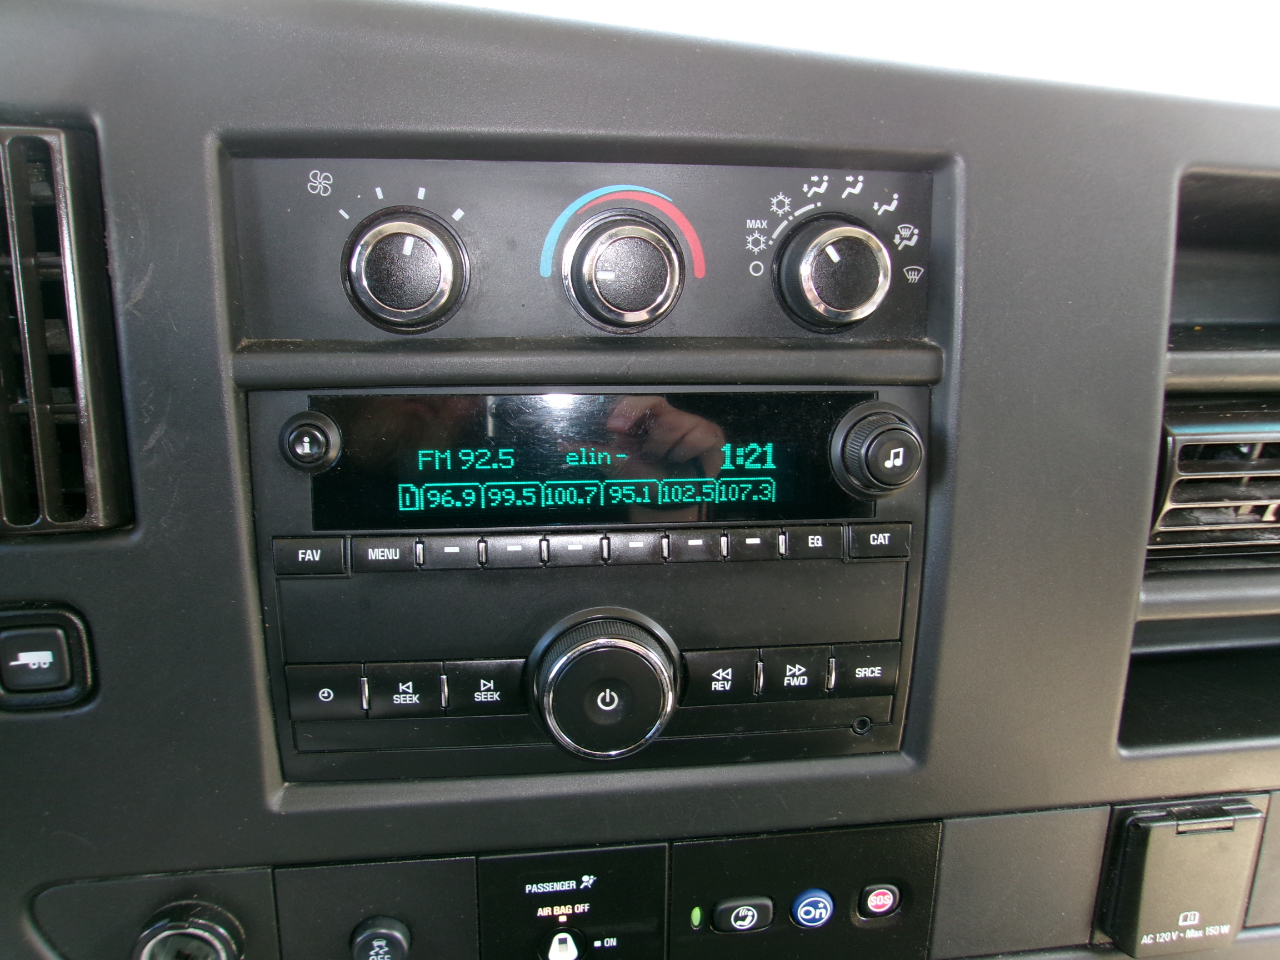 MAX
FM 92.5 elin - 1:21
1 96.9 99.5 100.7 95.1 102.5 107.3
FAV MENU EQ CAT
SEEK SEEK REV FWD SRCE
PASSENGER
AIR BAG OFF
ON
OFF
On
SOS
AC 120 V - Max 150 W